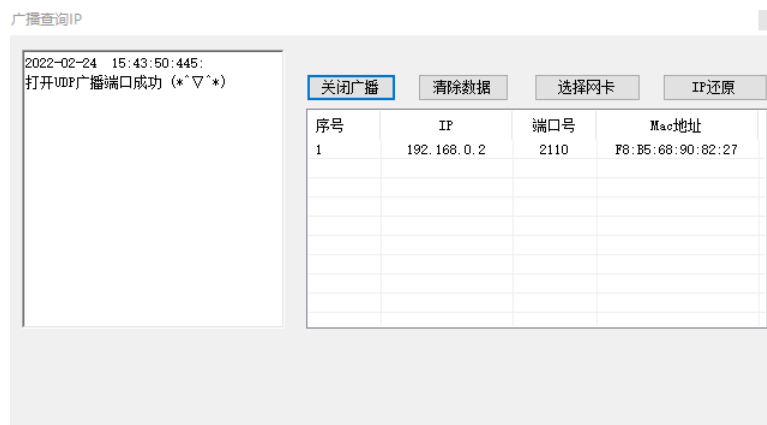 广播查询IP
2022-02-24 15:43:50:445:
打开UDP广播端口成功 (*^▽^*)
关闭广播 清除数据 选择网卡 IP还原
序号 IP 端口号 Mac地址
1 192.168.0.2 2110 F8:B5:68:90:82:27